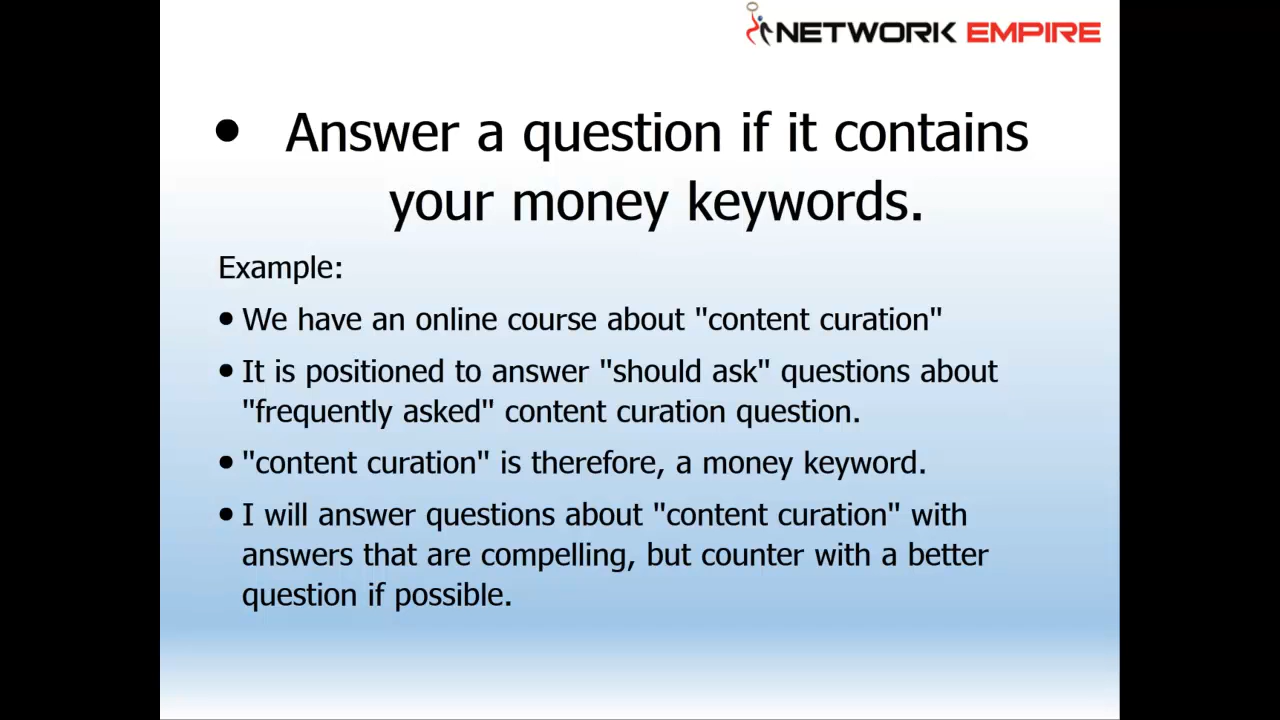 NETWORK EMPIRE
• Answer a question if it contains
your money keywords.
Example:
• We have an online course about "content curation"
• It is positioned to answer "should ask" questions about
"frequently asked" content curation question.
• "content curation" is therefore, a money keyword.
• I will answer questions about "content curation" with
answers that are compelling, but counter with a better
question if possible.